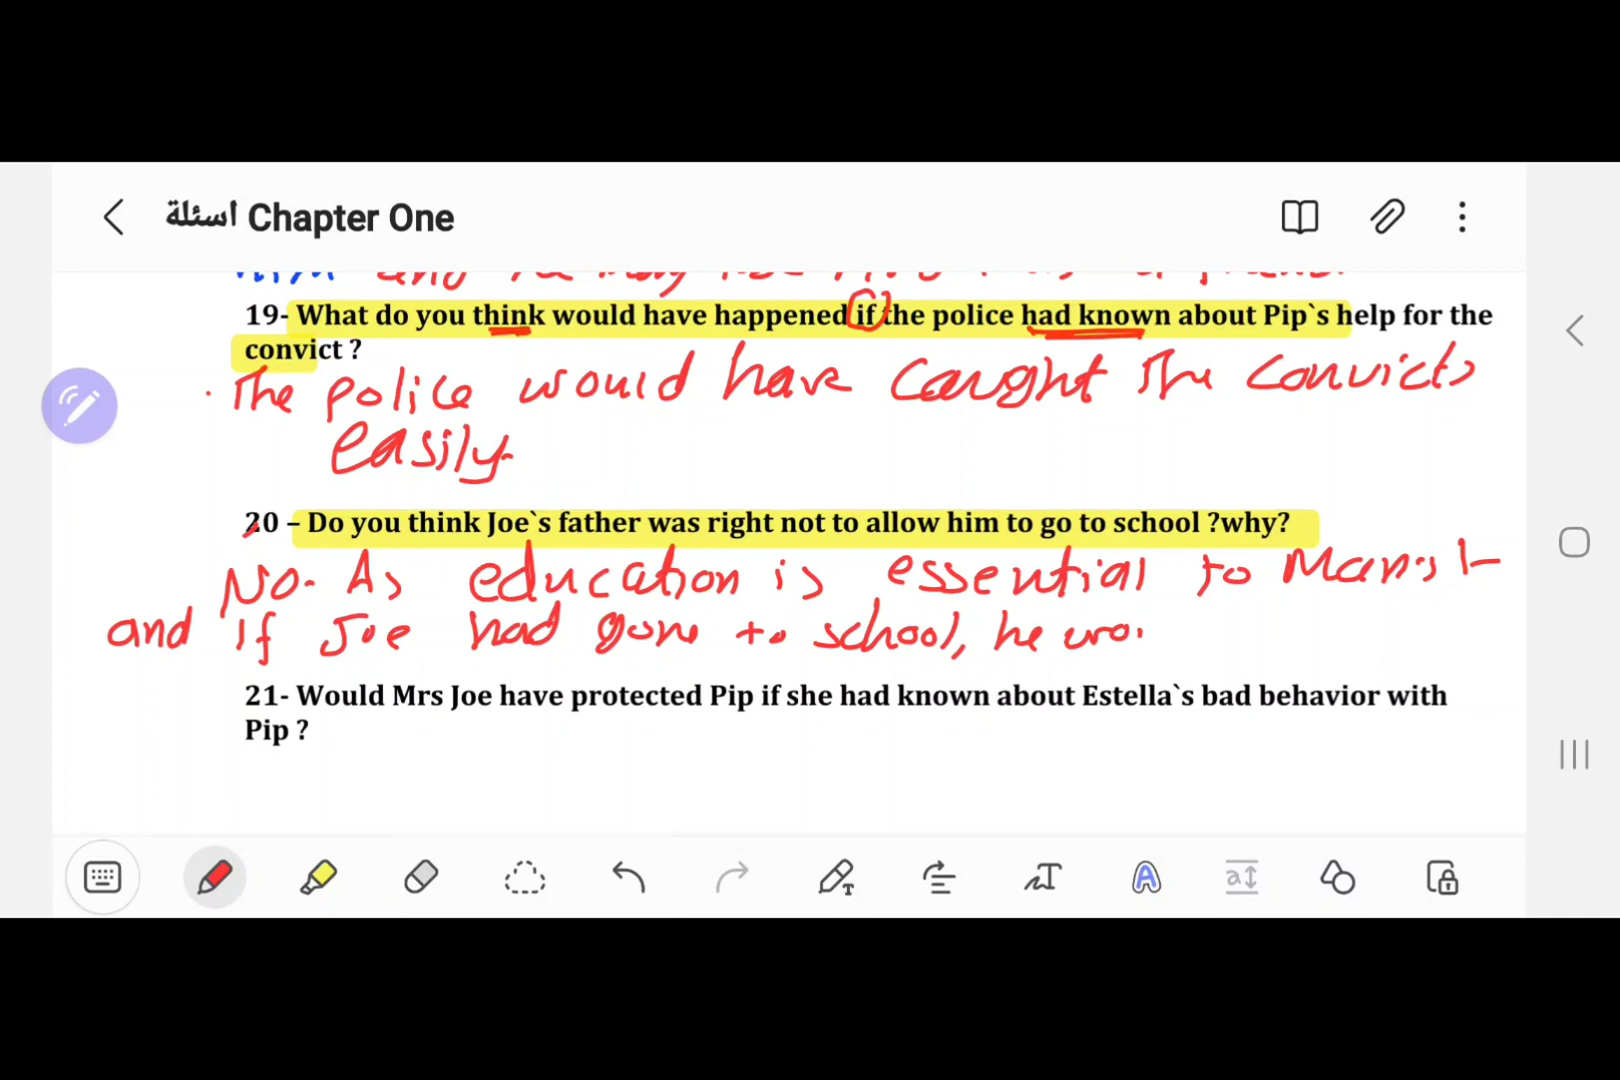 اسئلة Chapter One
19- What do you think would have happened if the police had known about Pip`s help for the
convict ?
The police would have caught the convicts
easily.
20 – Do you think Joe`s father was right not to allow him to go to school ?why?
No. As education is essential to
and if Joe had gone to school, he
21- Would Mrs Joe have protected Pip if she had known about Estella`s bad behavior with
Pip ?